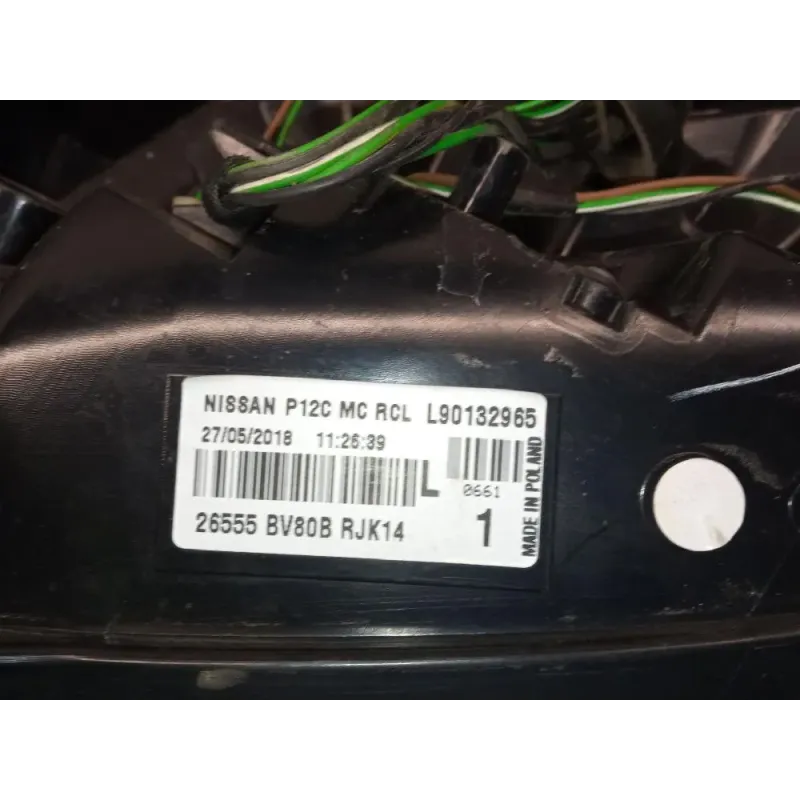 NISSAN P12C MC RCL L90132965
27/05/2018 11:26:39
L
0661
26555 BV80B RJK14
1
MADE IN POLAND